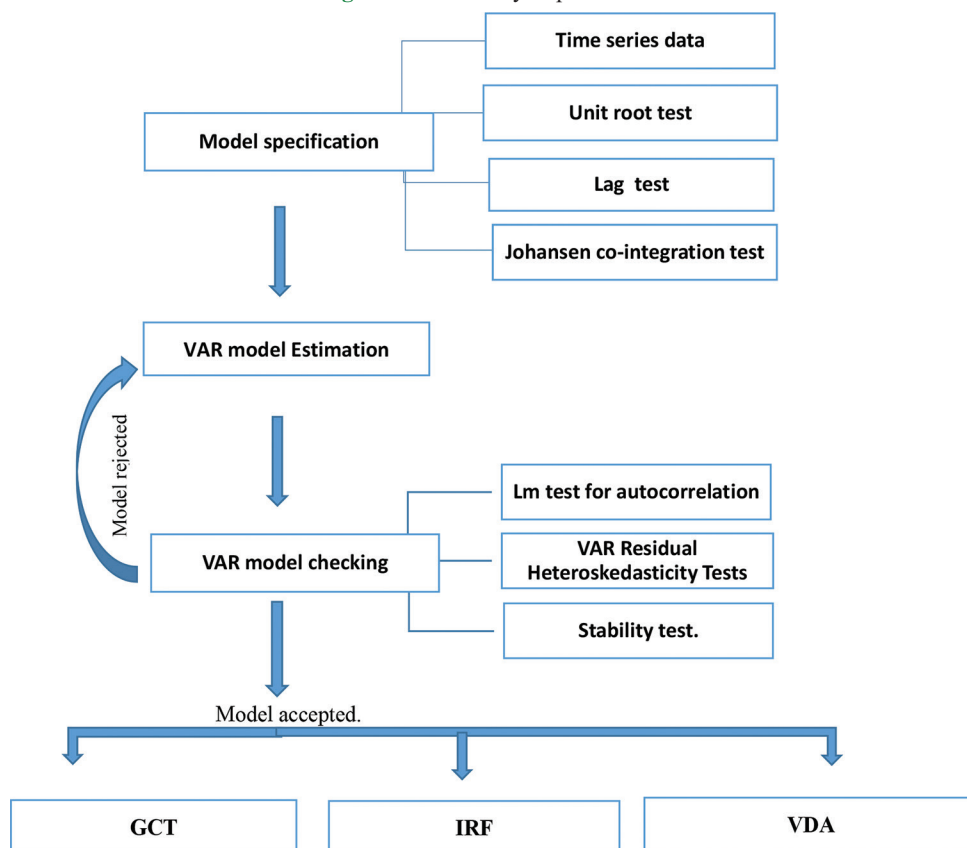 Time series data
Unit root test
Model specification
Lag test
Johansen co-integration test
VAR model Estimation
Model rejected
Lm test for autocorrelation
VAR model checking
VAR Residual
Heteroskedasticity Tests
Stability test.
Model accepted.
GCT
IRF
VDA